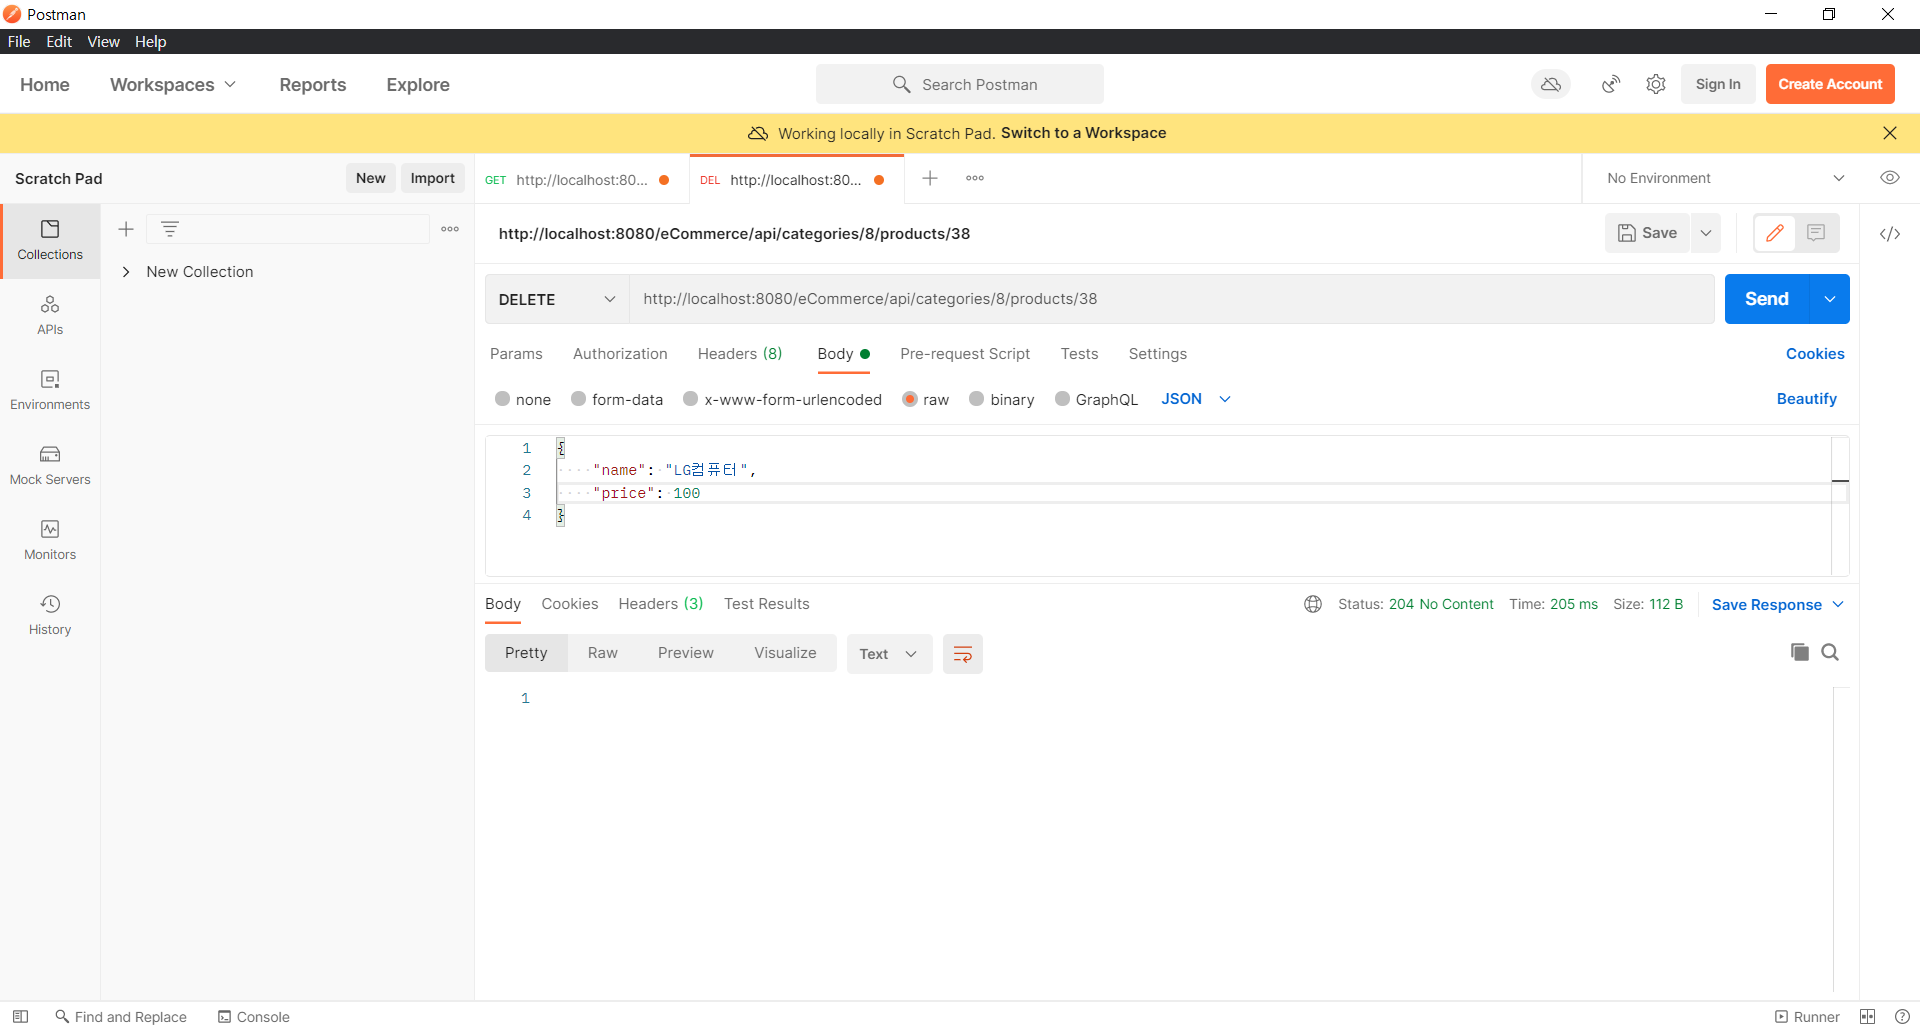 Postman
File Edit View Help
Home Workspaces Reports Explore Search Postman Sign In Create Account
Working locally in Scratch Pad. Switch to a Workspace
Scratch Pad New Import GET http://localhost:80... DEL http://localhost:80... No Environment
Collections
New Collection
http://localhost:8080/eCommerce/api/categories/8/products/38 Save
DELETE http://localhost:8080/eCommerce/api/categories/8/products/38 Send
APIs
Environments
Mock Servers
Monitors
History
Params Authorization Headers (8) Body Pre-request Script Tests Settings Cookies
none form-data x-www-form-urlencoded raw binary GraphQL JSON Beautify
1 {
2 "name": "LG컴퓨터",
3 "price": 100
4 }
Body Cookies Headers (3) Test Results Status: 204 No Content Time: 205 ms Size: 112 B Save Response
Pretty Raw Preview Visualize Text
1
Find and Replace Console Runner